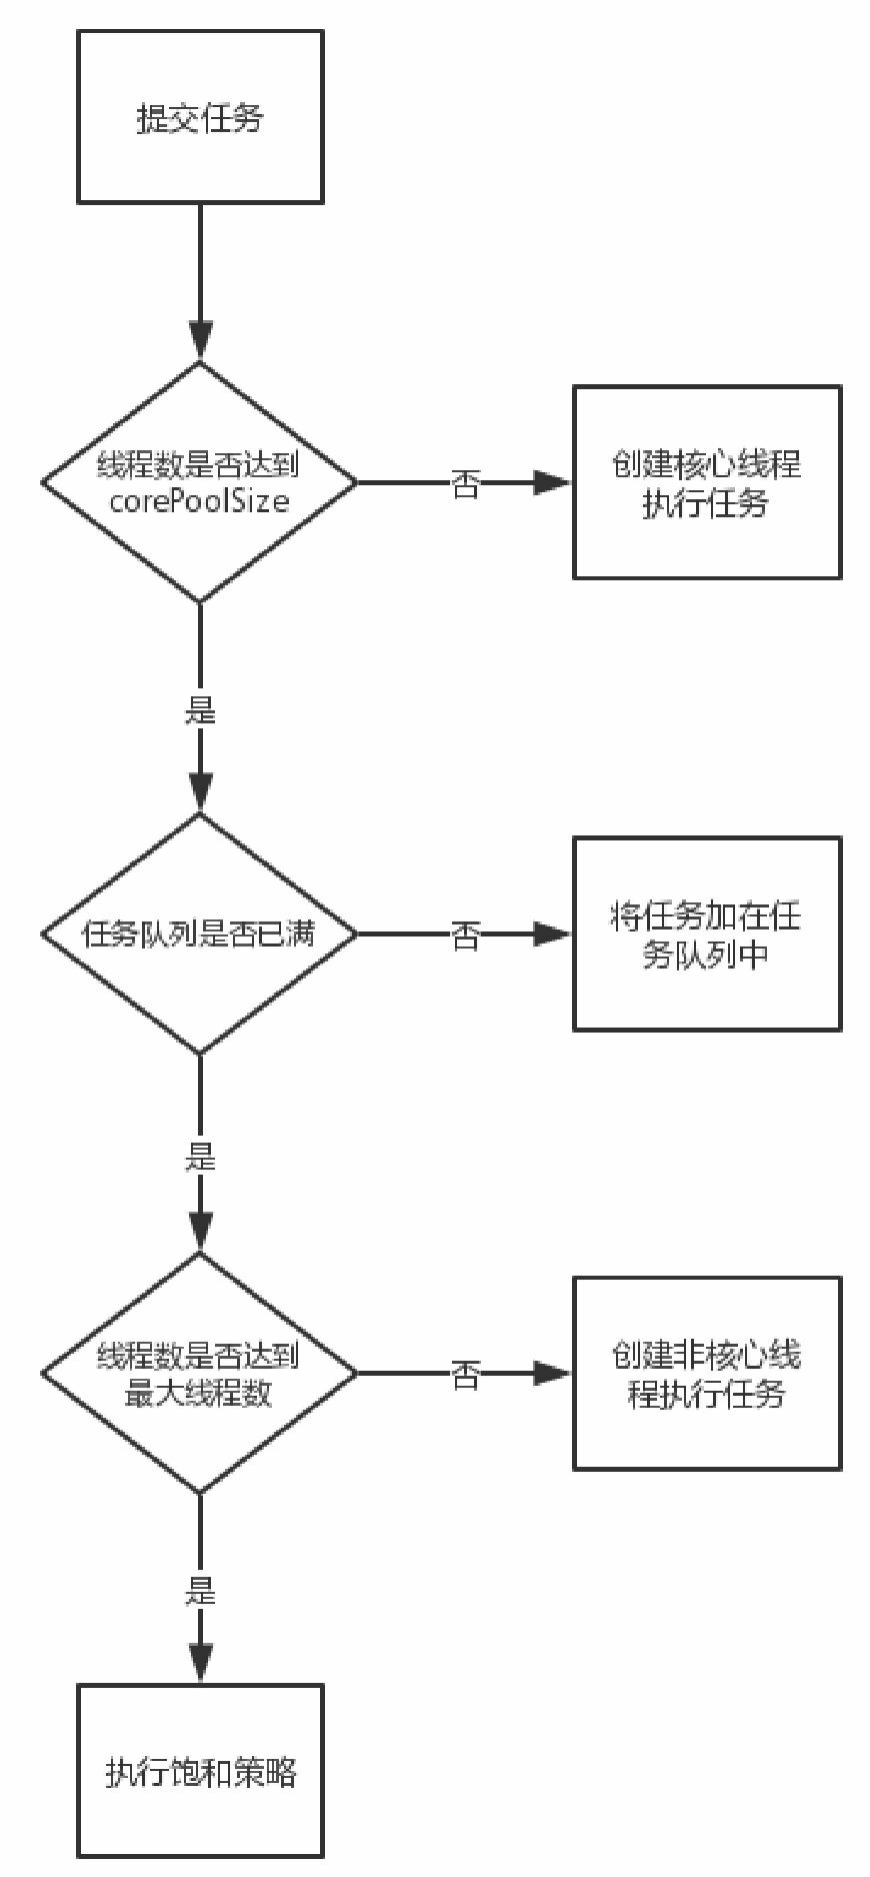 提交任务
线程数是否达到
corePoolSize
否
创建核心线程
执行任务
是
任务队列是否已满
否
将任务加在任
务队列中
是
线程数是否达到
最大线程数
否
创建非核心线
程执行任务
是
执行饱和策略